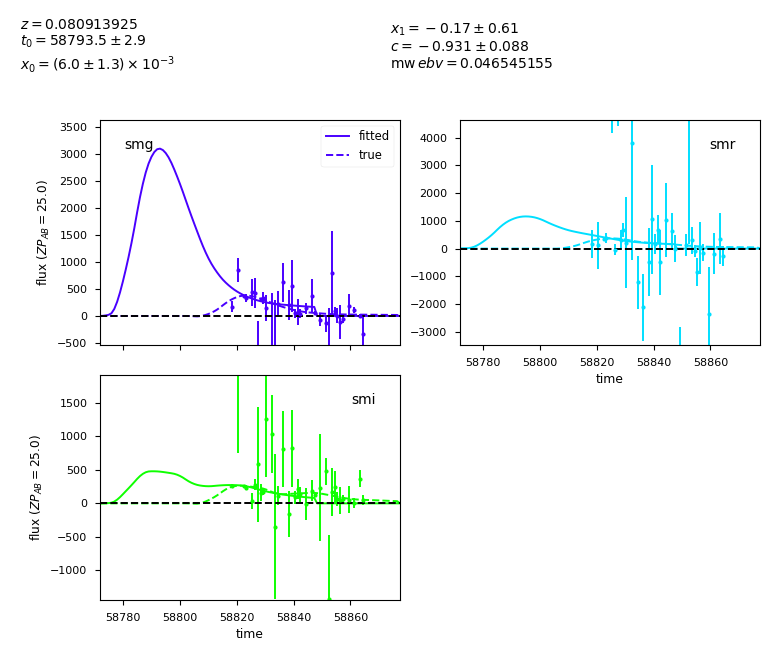 z = 0.080913925
t₀ = 58793.5 ± 2.9
x₀ = (6.0 ± 1.3) × 10⁻³
x₁ = −0.17 ± 0.61
c = −0.931 ± 0.088
mw ebv = 0.046545155
smg
fitted
true
3500
3000
2500
2000
1500
1000
500
0
−500
flux (ZP_AB = 25.0)
smr
4000
3000
2000
1000
0
−1000
−2000
−3000
58780 58800 58820 58840 58860
time
smi
1500
1000
500
0
−500
−1000
flux (ZP_AB = 25.0)
58780 58800 58820 58840 58860
time